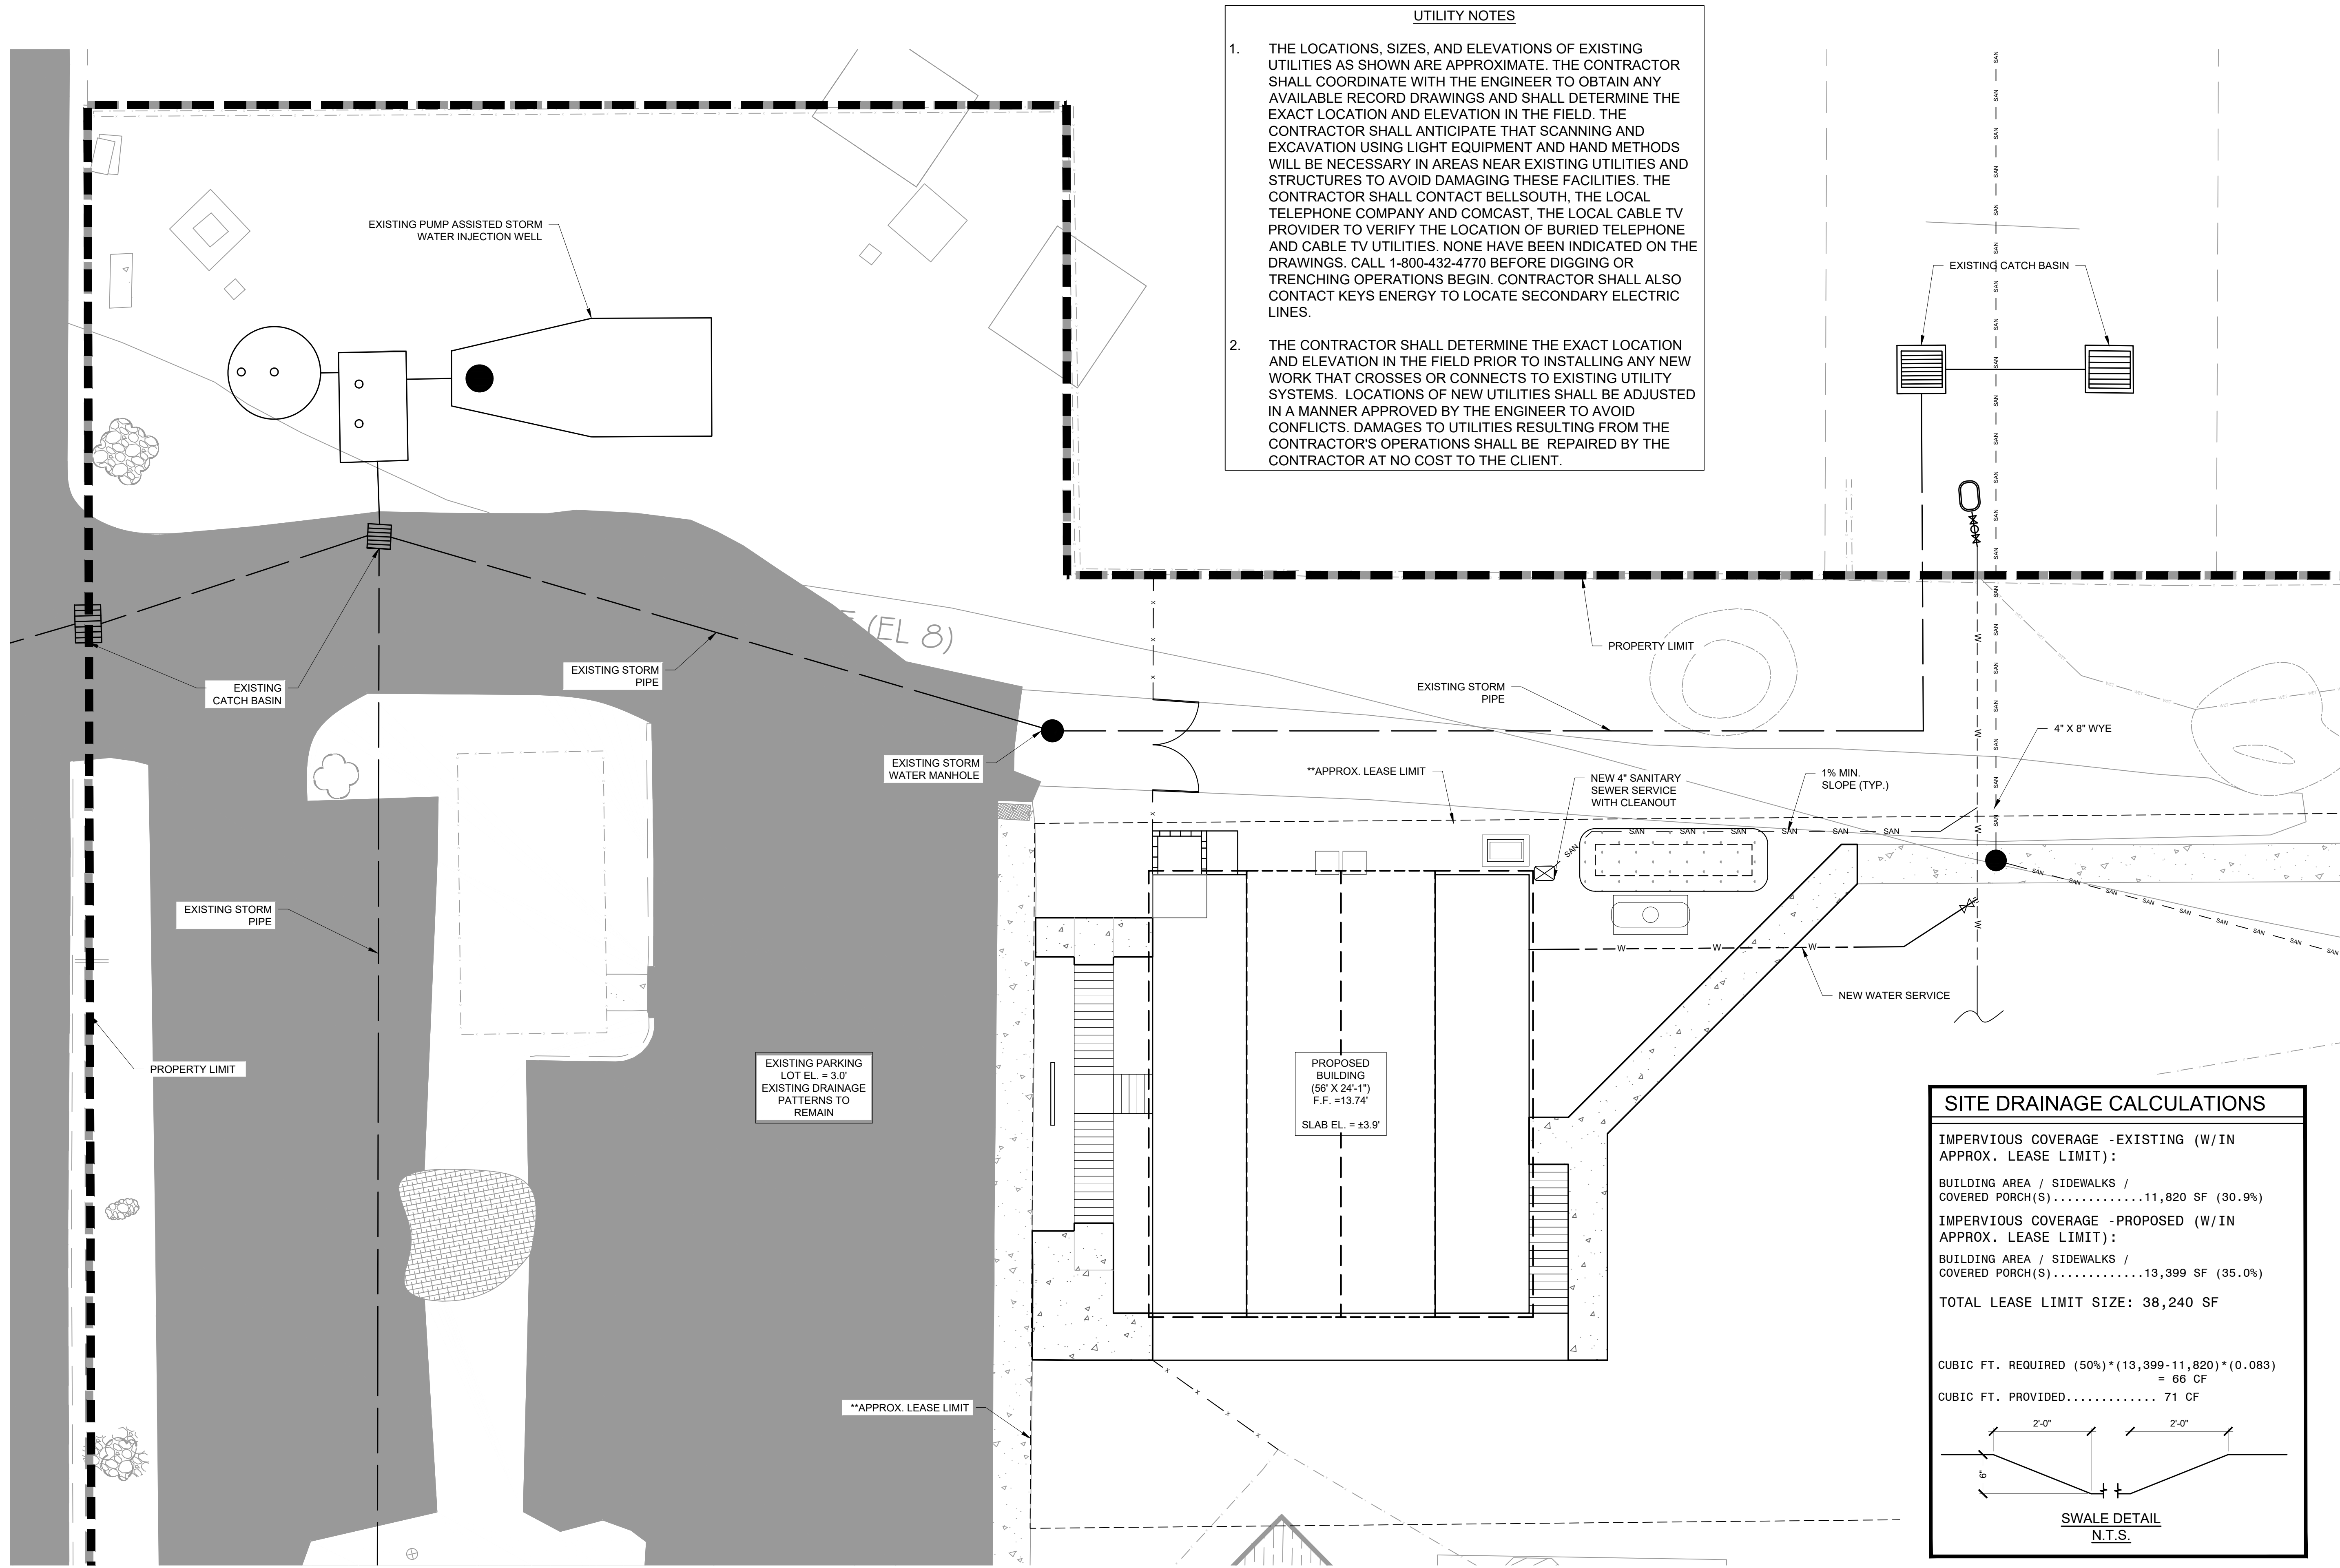 UTILITY NOTES
1. THE LOCATIONS, SIZES, AND ELEVATIONS OF EXISTING
UTILITIES AS SHOWN ARE APPROXIMATE. THE CONTRACTOR
SHALL COORDINATE WITH THE ENGINEER TO OBTAIN ANY
AVAILABLE RECORD DRAWINGS AND SHALL DETERMINE THE
EXACT LOCATION AND ELEVATION IN THE FIELD. THE
CONTRACTOR SHALL ANTICIPATE THAT SCANNING AND
EXCAVATION USING LIGHT EQUIPMENT AND HAND METHODS
WILL BE NECESSARY IN AREAS NEAR EXISTING UTILITIES AND
STRUCTURES TO AVOID DAMAGING THESE FACILITIES. THE
CONTRACTOR SHALL CONTACT BELLSOUTH, THE LOCAL
TELEPHONE COMPANY AND COMCAST, THE LOCAL CABLE TV
PROVIDER TO VERIFY THE LOCATION OF BURIED TELEPHONE
AND CABLE TV UTILITIES. NONE HAVE BEEN INDICATED ON THE
DRAWINGS. CALL 1-800-432-4770 BEFORE DIGGING OR
TRENCHING OPERATIONS BEGIN. CONTRACTOR SHALL ALSO
CONTACT KEYS ENERGY TO LOCATE SECONDARY ELECTRIC
LINES.
2. THE CONTRACTOR SHALL DETERMINE THE EXACT LOCATION
AND ELEVATION IN THE FIELD PRIOR TO INSTALLING ANY NEW
WORK THAT CROSSES OR CONNECTS TO EXISTING UTILITY
SYSTEMS. LOCATIONS OF NEW UTILITIES SHALL BE ADJUSTED
IN A MANNER APPROVED BY THE ENGINEER TO AVOID
CONFLICTS. DAMAGES TO UTILITIES RESULTING FROM THE
CONTRACTOR'S OPERATIONS SHALL BE REPAIRED BY THE
CONTRACTOR AT NO COST TO THE CLIENT.
EXISTING PUMP ASSISTED STORM
WATER INJECTION WELL
EXISTING CATCH BASIN
(EL 8)
PROPERTY LIMIT
EXISTING STORM
PIPE
EXISTING
CATCH BASIN
EXISTING STORM
PIPE
4" X 8" WYE
EXISTING STORM
WATER MANHOLE
**APPROX. LEASE LIMIT
NEW 4" SANITARY
SEWER SERVICE
WITH CLEANOUT
1% MIN.
SLOPE (TYP.)
SAN SAN SAN SAN SAN SAN
SAN
EXISTING STORM
PIPE
W W W
NEW WATER SERVICE
PROPERTY LIMIT
EXISTING PARKING
LOT EL. = 3.0'
EXISTING DRAINAGE
PATTERNS TO
REMAIN
PROPOSED
BUILDING
(56' X 24'-1")
F.F. =13.74'
SLAB EL. = ±3.9'
**APPROX. LEASE LIMIT
SITE DRAINAGE CALCULATIONS
IMPERVIOUS COVERAGE -EXISTING (W/IN
APPROX. LEASE LIMIT):
BUILDING AREA / SIDEWALKS /
COVERED PORCH(S).............11,820 SF (30.9%)
IMPERVIOUS COVERAGE -PROPOSED (W/IN
APPROX. LEASE LIMIT):
BUILDING AREA / SIDEWALKS /
COVERED PORCH(S).............13,399 SF (35.0%)
TOTAL LEASE LIMIT SIZE: 38,240 SF
CUBIC FT. REQUIRED (50%)*(13,399-11,820)*(0.083)
= 66 CF
CUBIC FT. PROVIDED............. 71 CF
2'-0" 2'-0"
6"
SWALE DETAIL
N.T.S.